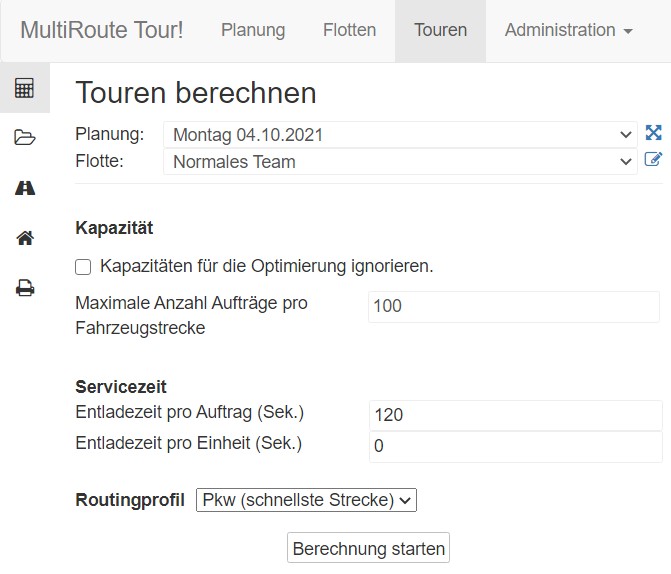 MultiRoute Tour! Planung Flotten Touren Administration
Touren berechnen
Planung: Montag 04.10.2021
Flotte: Normales Team
Kapazität
Kapazitäten für die Optimierung ignorieren.
Maximale Anzahl Aufträge pro 100
Fahrzeugstrecke
Servicezeit
Entladezeit pro Auftrag (Sek.) 120
Entladezeit pro Einheit (Sek.) 0
Routingprofil Pkw (schnellste Strecke)
Berechnung starten